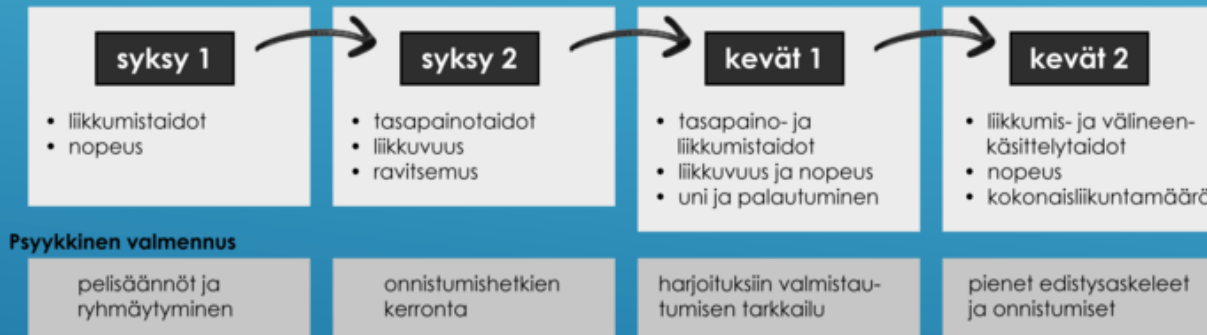 syksy 1
• liikkumistaidot
• nopeus
syksy 2
• tasapainotaidot
• liikkuvuus
• ravitsemus
kevät 1
• tasapaino- ja
liikkumistaidot
• liikkuvuus ja nopeus
• uni ja palautuminen
kevät 2
• liikkumis- ja välineen-
käsittelytaidot
• nopeus
• kokonaisliikuntamäärä
Psyykkinen valmennus
pelisäännöt ja
ryhmäytyminen
onnistumishetkien
kerronta
harjoituksiin valmistau-
tumisen tarkkailu
pienet edistysaskeleet
ja onnistumiset